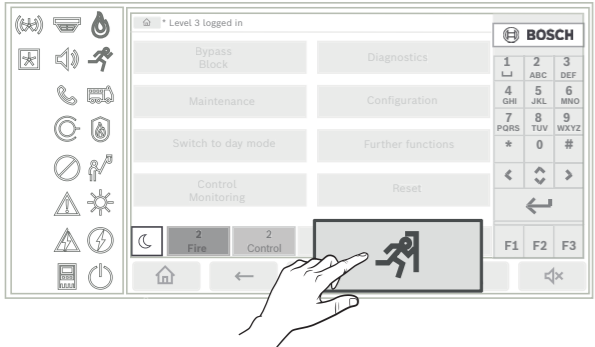 * Level 3 logged in
BOSCH
Bypass
Block
Diagnostics
Maintenance
Configuration
Switch to day mode
Further functions
Control
Monitoring
Reset
2
Fire
2
Control
1
2
ABC
3
DEF
4
GHI
5
JKL
6
MNO
7
PQRS
8
TUV
9
WXYZ
*
0
#
F1
F2
F3